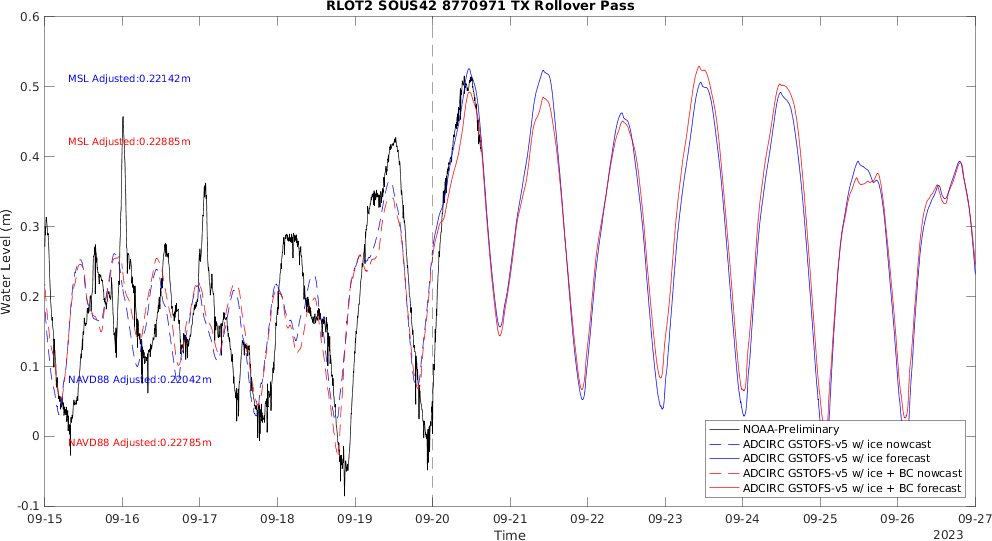 RLOT2 SOUS42 8770971 TX Rollover Pass
0.6
0.5
0.4
0.3
0.2
0.1
0
-0.1
Water Level (m)
MSL Adjusted:0.22142m
MSL Adjusted:0.22885m
NAVD88 Adjusted:0.22042m
NAVD88 Adjusted:0.22785m
NOAA-Preliminary
ADCIRC GSTOFS-v5 w/ ice nowcast
ADCIRC GSTOFS-v5 w/ ice forecast
ADCIRC GSTOFS-v5 w/ ice + BC nowcast
ADCIRC GSTOFS-v5 w/ ice + BC forecast
09-15 09-16 09-17 09-18 09-19 09-20 09-21 09-22 09-23 09-24 09-25 09-26 09-27
Time
2023